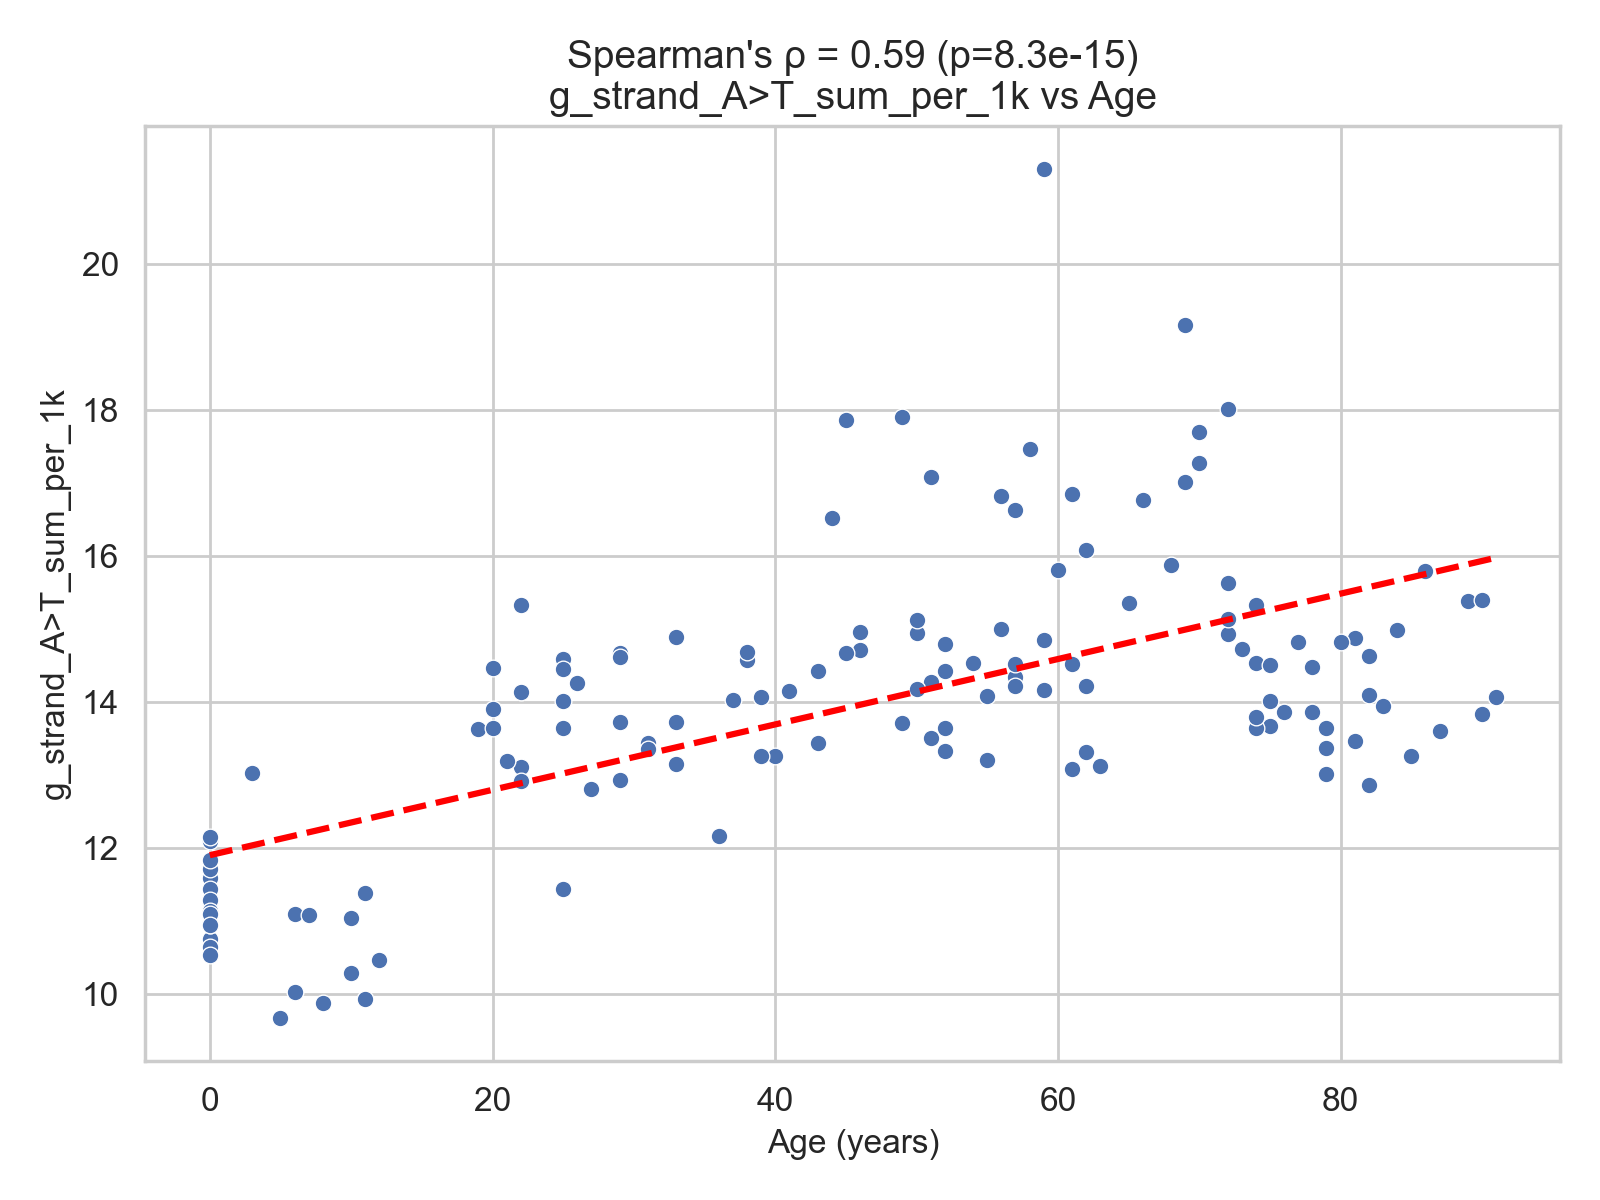 Spearman's ρ = 0.59 (p=8.3e-15)
g_strand_A>T_sum_per_1k vs Age
g_strand_A>T_sum_per_1k
20
18
16
14
12
10
0 20 40 60 80
Age (years)